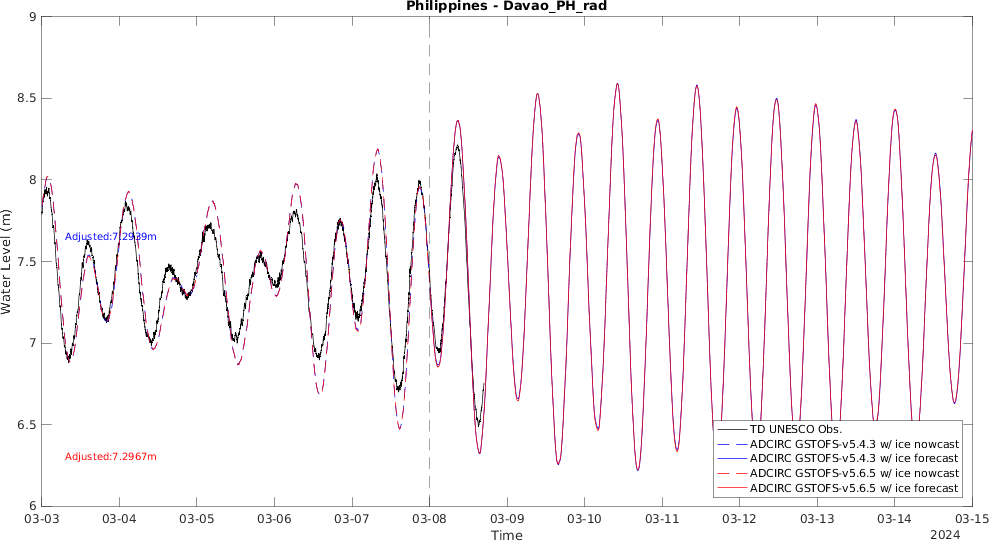 Philippines - Davao_PH_rad
9
8.5
8
7.5
7
6.5
6
Water Level (m)
Adjusted:7.2939m
Adjusted:7.2967m
TD UNESCO Obs.
ADCIRC GSTOFS-v5.4.3 w/ ice nowcast
ADCIRC GSTOFS-v5.4.3 w/ ice forecast
ADCIRC GSTOFS-v5.6.5 w/ ice nowcast
ADCIRC GSTOFS-v5.6.5 w/ ice forecast
03-03 03-04 03-05 03-06 03-07 03-08 03-09 03-10 03-11 03-12 03-13 03-14 03-15
Time
2024